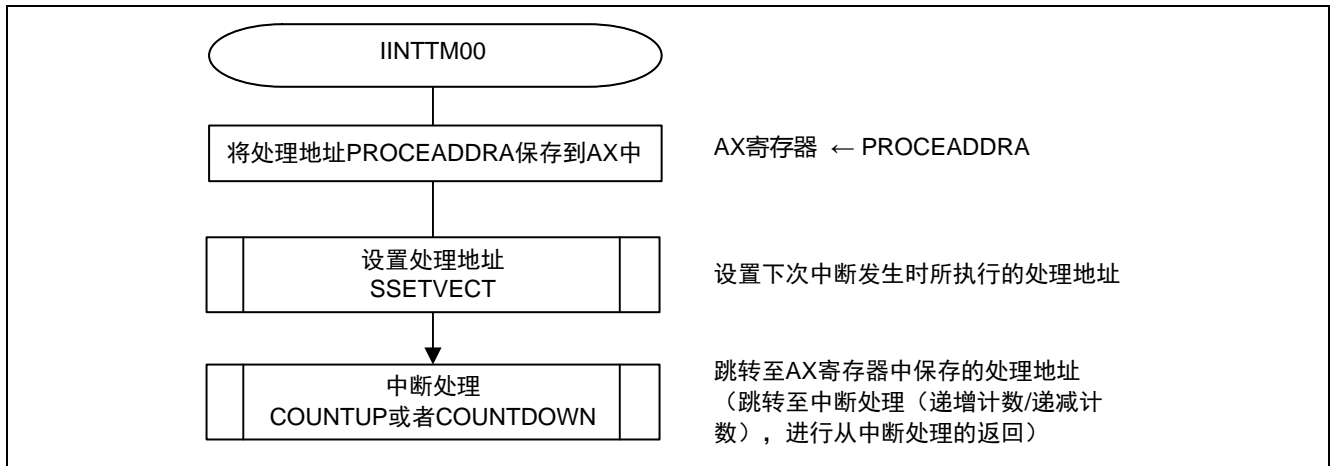 IINTTM00
将处理地址PROCEADDRA保存到AX中
AX寄存器 ← PROCEADDRA
设置处理地址
SSETVECT
设置下次中断发生时所执行的处理地址
中断处理
COUNTUP或者COUNTDOWN
跳转至AX寄存器中保存的处理地址
（跳转至中断处理（递增计数/递减计
数），进行从中断处理的返回）